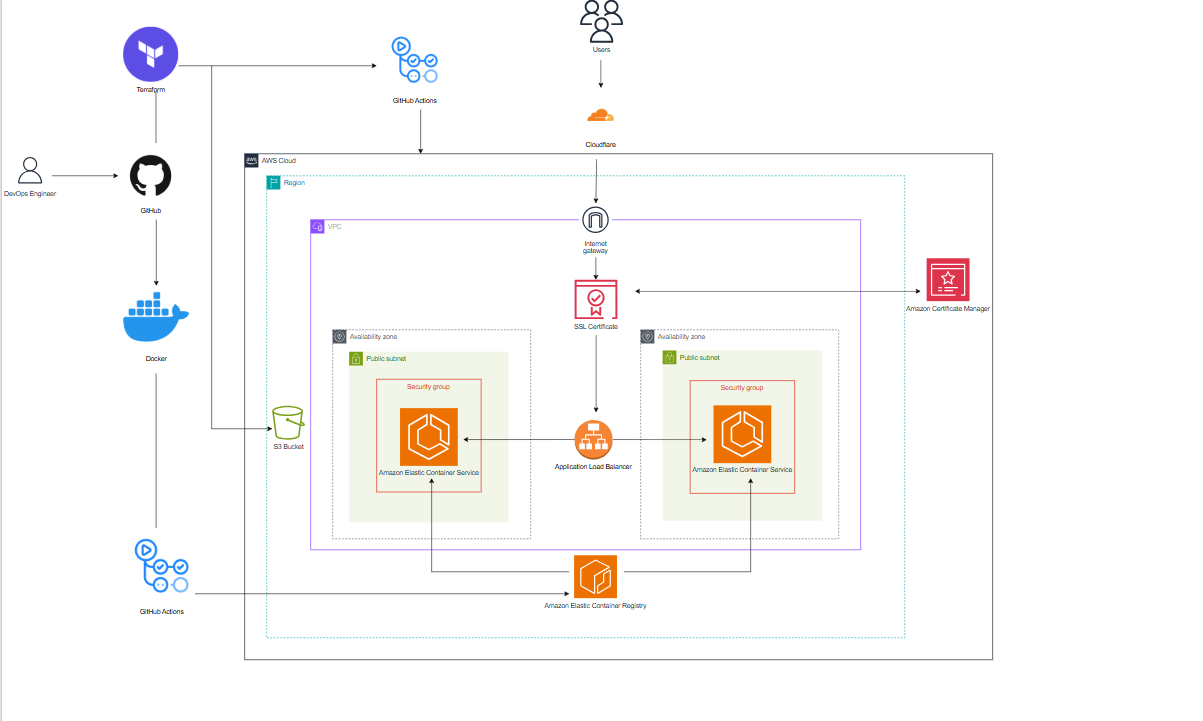 Users
Terraform
GitHub Actions
Cloudflare
aws
AWS Cloud
DevOps Engineer
Region
GitHub
VPC
Internet
gateway
Amazon Certificate Manager
SSL Certificate
Availability zone
Availability zone
Docker
Public subnet
Public subnet
Security group
Security group
S3 Bucket
Amazon Elastic Container Service
Application Load Balancer
Amazon Elastic Container Service
Amazon Elastic Container Registry
GitHub Actions